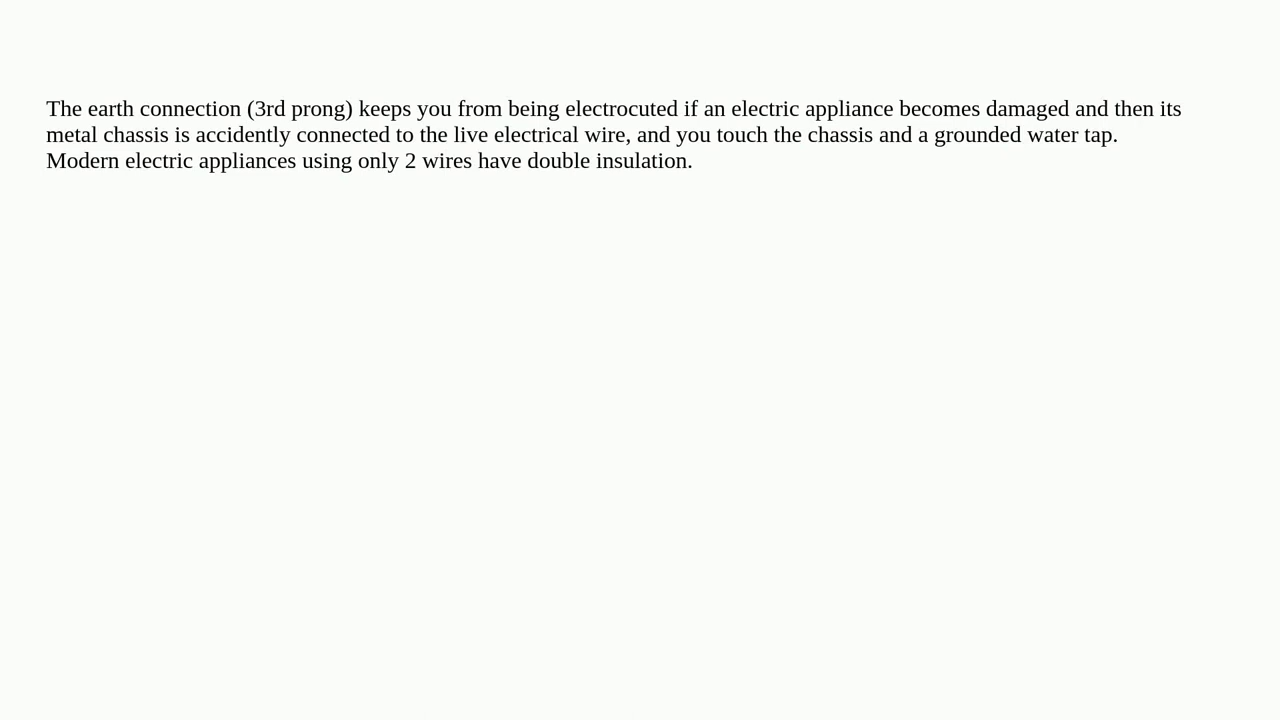 The earth connection (3rd prong) keeps you from being electrocuted if an electric appliance becomes damaged and then its
metal chassis is accidently connected to the live electrical wire, and you touch the chassis and a grounded water tap.
Modern electric appliances using only 2 wires have double insulation.